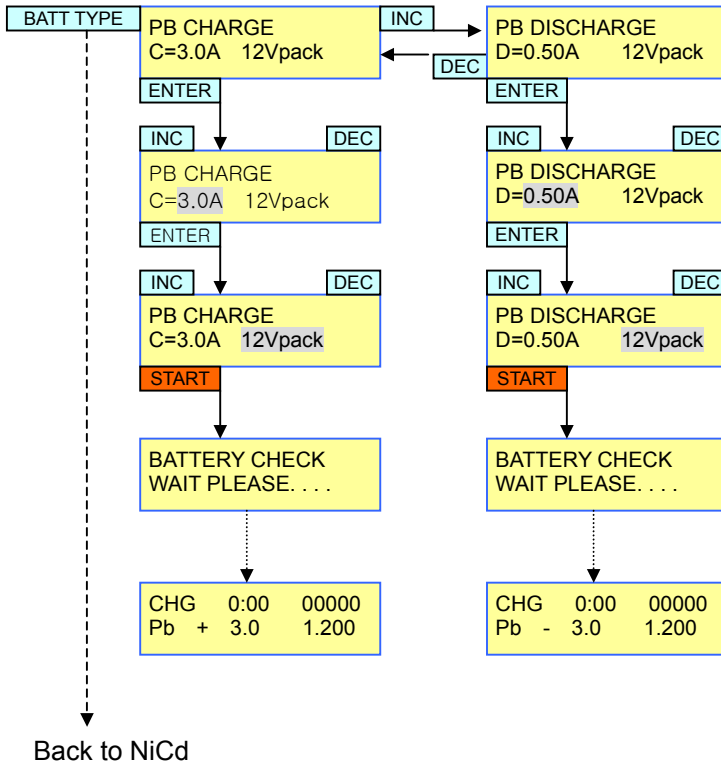 BATT TYPE
PB CHARGE
C=3.0A 12Vpack
INC
DEC
PB DISCHARGE
D=0.50A 12Vpack
ENTER
ENTER
INC DEC
PB CHARGE
C=3.0A 12Vpack
ENTER
INC DEC
PB DISCHARGE
D=0.50A 12Vpack
ENTER
INC DEC
PB CHARGE
C=3.0A 12Vpack
START
INC DEC
PB DISCHARGE
D=0.50A 12Vpack
START
BATTERY CHECK
WAIT PLEASE. . . .
BATTERY CHECK
WAIT PLEASE. . . .
CHG 0:00 00000
Pb + 3.0 1.200
CHG 0:00 00000
Pb - 3.0 1.200
Back to NiCd